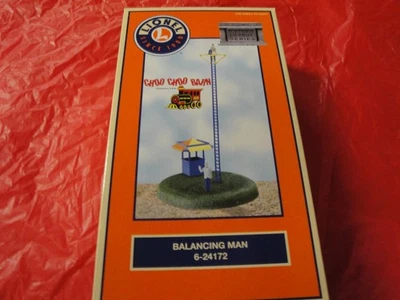 LIONEL
SINCE 1900
CHOO CHOO BARN
BALANCING MAN
6-24172